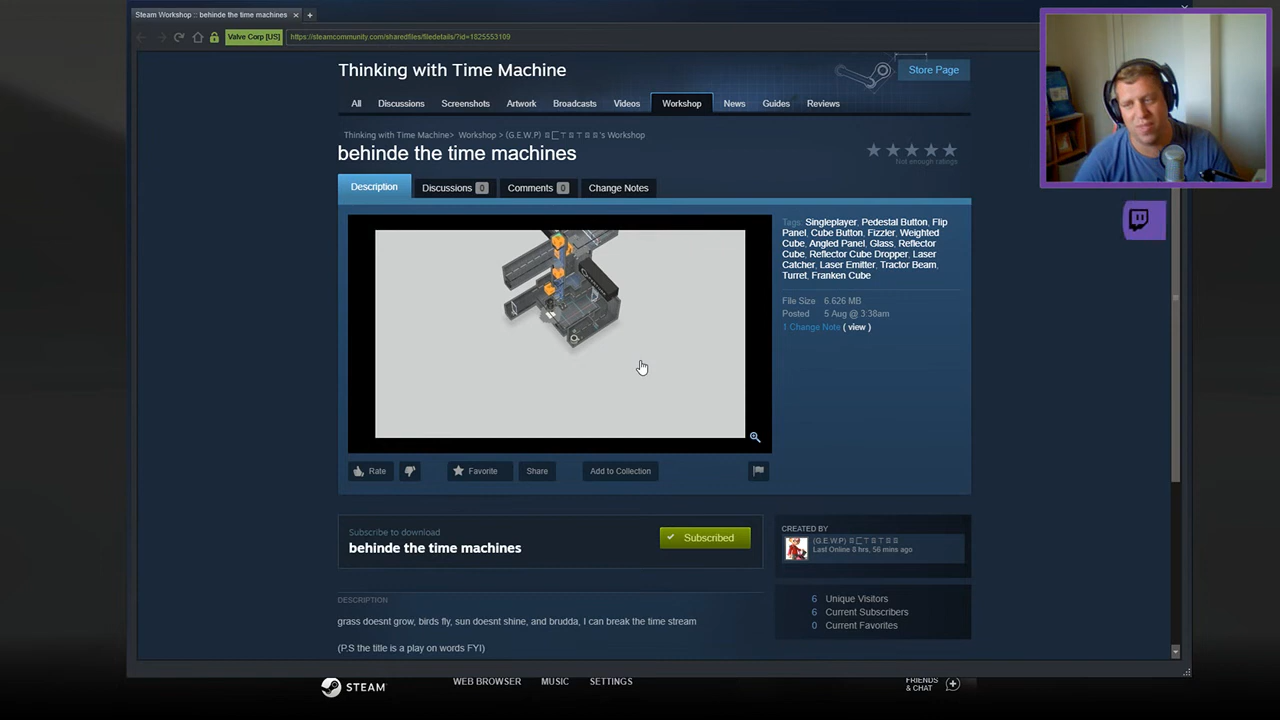 Steam Workshop :: behinde the time machines
Valve Corp [US]
https://steamcommunity.com/sharedfiles/filedetails/?id=1825553109
Thinking with Time Machine
Store Page
All Discussions Screenshots Artwork Broadcasts Videos Workshop News Guides Reviews
Thinking with Time Machine> Workshop > (G.E.W.P) 's Workshop
behinde the time machines
Not enough ratings
Description Discussions 0 Comments 0 Change Notes
Tags: Singleplayer, Pedestal Button, Flip
Panel, Cube Button, Fizzler, Weighted
Cube, Angled Panel, Glass, Reflector
Cube, Reflector Cube Dropper, Laser
Catcher, Laser Emitter, Tractor Beam,
Turret, Franken Cube
File Size 6.626 MB
Posted 5 Aug @ 3:38am
1 Change Note ( view )
Rate Favorite Share Add to Collection
Subscribe to download
behinde the time machines
Subscribed
CREATED BY
(G.E.W.P)
Last Online 8 hrs, 56 mins ago
6 Unique Visitors
6 Current Subscribers
0 Current Favorites
DESCRIPTION
grass doesnt grow, birds fly, sun doesnt shine, and brudda, I can break the time stream
(P.S the title is a play on words FYI)
STEAM
WEB BROWSER MUSIC SETTINGS
FRIENDS
& CHAT